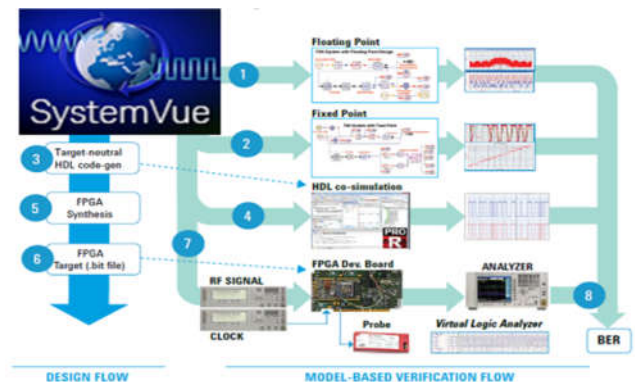 SystemVue
1
Floating Point
2
Fixed Point
3
Target-neutral
HDL code-gen
HDL co-simulation
4
PRO
R
5
FPGA
Synthesis
6
FPGA
Target (.bit file)
7
FPGA Dev. Board
RF SIGNAL
CLOCK
ANALYZER
8
Probe
Virtual Logic Analyzer
BER
DESIGN FLOW
MODEL-BASED VERIFICATION FLOW